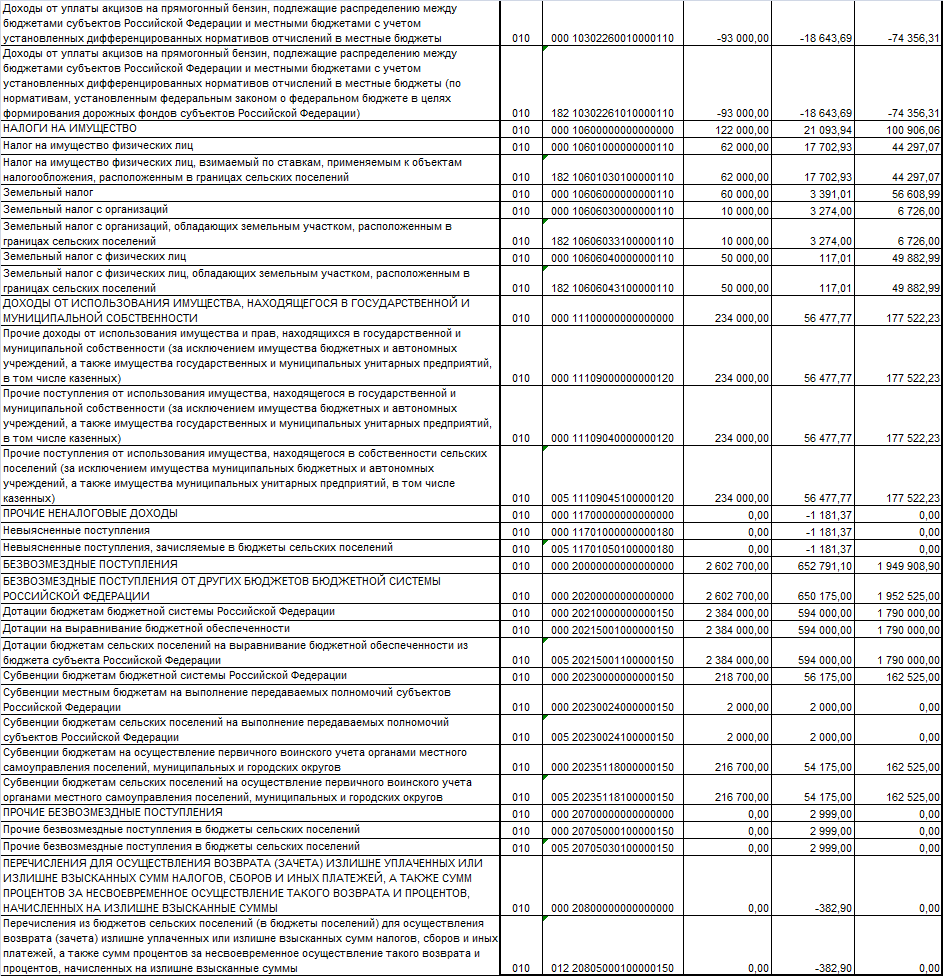 Доходы от уплаты акцизов на прямогонный бензин, подлежащие распределению между
бюджетами субъектов Российской Федерации и местными бюджетами с учетом
установленных дифференцированных нормативов отчислений в местные бюджеты 010 000 10302260010000110 -93 000,00 -18 643,69 -74 356,31
Доходы от уплаты акцизов на прямогонный бензин, подлежащие распределению между
бюджетами субъектов Российской Федерации и местными бюджетами с учетом
установленных дифференцированных нормативов отчислений в местные бюджеты (по
нормативам, установленным федеральным законом о федеральном бюджете в целях
формирования дорожных фондов субъектов Российской Федерации) 010 182 10302261010000110 -93 000,00 -18 643,69 -74 356,31
НАЛОГИ НА ИМУЩЕСТВО 010 000 10600000000000000 122 000,00 21 093,94 100 906,06
Налог на имущество физических лиц 010 000 10601000000000110 62 000,00 17 702,93 44 297,07
Налог на имущество физических лиц, взимаемый по ставкам, применяемым к объектам
налогообложения, расположенным в границах сельских поселений 010 182 10601030100000110 62 000,00 17 702,93 44 297,07
Земельный налог 010 000 10606000000000110 60 000,00 3 391,01 56 608,99
Земельный налог с организаций 010 000 10606030000000110 10 000,00 3 274,00 6 726,00
Земельный налог с организаций, обладающих земельным участком, расположенным в
границах сельских поселений 010 182 10606033100000110 10 000,00 3 274,00 6 726,00
Земельный налог с физических лиц 010 000 10606040000000110 50 000,00 117,01 49 882,99
Земельный налог с физических лиц, обладающих земельным участком, расположенным в
границах сельских поселений 010 182 10606043100000110 50 000,00 117,01 49 882,99
ДОХОДЫ ОТ ИСПОЛЬЗОВАНИЯ ИМУЩЕСТВА, НАХОДЯЩЕГОСЯ В ГОСУДАРСТВЕННОЙ И
МУНИЦИПАЛЬНОЙ СОБСТВЕННОСТИ 010 000 11100000000000000 234 000,00 56 477,77 177 522,23
Прочие доходы от использования имущества и прав, находящихся в государственной и
муниципальной собственности (за исключением имущества бюджетных и автономных
учреждений, а также имущества государственных и муниципальных унитарных предприятий,
в том числе казенных) 010 000 11109000000000120 234 000,00 56 477,77 177 522,23
Прочие поступления от использования имущества, находящегося в государственной и
муниципальной собственности (за исключением имущества бюджетных и автономных
учреждений, а также имущества государственных и муниципальных унитарных предприятий,
в том числе казенных) 010 000 11109040000000120 234 000,00 56 477,77 177 522,23
Прочие поступления от использования имущества, находящегося в собственности сельских
поселений (за исключением имущества муниципальных бюджетных и автономных
учреждений, а также имущества муниципальных унитарных предприятий, в том числе
казенных) 010 005 11109045100000120 234 000,00 56 477,77 177 522,23
ПРОЧИЕ НЕНАЛОГОВЫЕ ДОХОДЫ 010 000 11700000000000000 0,00 -1 181,37 0,00
Невыясненные поступления 010 000 11701000000000180 0,00 -1 181,37 0,00
Невыясненные поступления, зачисляемые в бюджеты сельских поселений 010 005 11701050100000180 0,00 -1 181,37 0,00
БЕЗВОЗМЕЗДНЫЕ ПОСТУПЛЕНИЯ 010 000 20000000000000000 2 602 700,00 652 791,10 1 949 908,90
БЕЗВОЗМЕЗДНЫЕ ПОСТУПЛЕНИЯ ОТ ДРУГИХ БЮДЖЕТОВ БЮДЖЕТНОЙ СИСТЕМЫ
РОССИЙСКОЙ ФЕДЕРАЦИИ 010 000 20200000000000000 2 602 700,00 650 175,00 1 952 525,00
Дотации бюджетам бюджетной системы Российской Федерации 010 000 20210000000000150 2 384 000,00 594 000,00 1 790 000,00
Дотации на выравнивание бюджетной обеспеченности 010 000 20215001000000150 2 384 000,00 594 000,00 1 790 000,00
Дотации бюджетам сельских поселений на выравнивание бюджетной обеспеченности из
бюджета субъекта Российской Федерации 010 005 20215001100000150 2 384 000,00 594 000,00 1 790 000,00
Субвенции бюджетам бюджетной системы Российской Федерации 010 000 20230000000000150 218 700,00 56 175,00 162 525,00
Субвенции местным бюджетам на выполнение передаваемых полномочий субъектов
Российской Федерации 010 000 20230024000000150 2 000,00 2 000,00 0,00
Субвенции бюджетам сельских поселений на выполнение передаваемых полномочий
субъектов Российской Федерации 010 005 20230024100000150 2 000,00 2 000,00 0,00
Субвенции бюджетам на осуществление первичного воинского учета органами местного
самоуправления поселений, муниципальных и городских округов 010 000 20235118000000150 216 700,00 54 175,00 162 525,00
Субвенции бюджетам сельских поселений на осуществление первичного воинского учета
органами местного самоуправления поселений, муниципальных и городских округов 010 005 20235118100000150 216 700,00 54 175,00 162 525,00
ПРОЧИЕ БЕЗВОЗМЕЗДНЫЕ ПОСТУПЛЕНИЯ 010 000 20700000000000000 0,00 2 999,00 0,00
Прочие безвозмездные поступления в бюджеты сельских поселений 010 000 20705000100000150 0,00 2 999,00 0,00
Прочие безвозмездные поступления в бюджеты сельских поселений 010 005 20705030100000150 0,00 2 999,00 0,00
ПЕРЕЧИСЛЕНИЯ ДЛЯ ОСУЩЕСТВЛЕНИЯ ВОЗВРАТА (ЗАЧЕТА) ИЗЛИШНЕ УПЛАЧЕННЫХ ИЛИ
ИЗЛИШНЕ ВЗЫСКАННЫХ СУММ НАЛОГОВ, СБОРОВ И ИНЫХ ПЛАТЕЖЕЙ, А ТАКЖЕ СУММ
ПРОЦЕНТОВ ЗА НЕСВОЕВРЕМЕННОЕ ОСУЩЕСТВЛЕНИЕ ТАКОГО ВОЗВРАТА И ПРОЦЕНТОВ,
НАЧИСЛЕННЫХ НА ИЗЛИШНЕ ВЗЫСКАННЫЕ СУММЫ 010 000 20800000000000000 0,00 -382,90 0,00
Перечисления из бюджетов сельских поселений (в бюджеты поселений) для осуществления
возврата (зачета) излишне уплаченных или излишне взысканных сумм налогов, сборов и иных
платежей, а также сумм процентов за несвоевременное осуществление такого возврата и
процентов, начисленных на излишне взысканные суммы 010 012 20805000100000150 0,00 -382,90 0,00